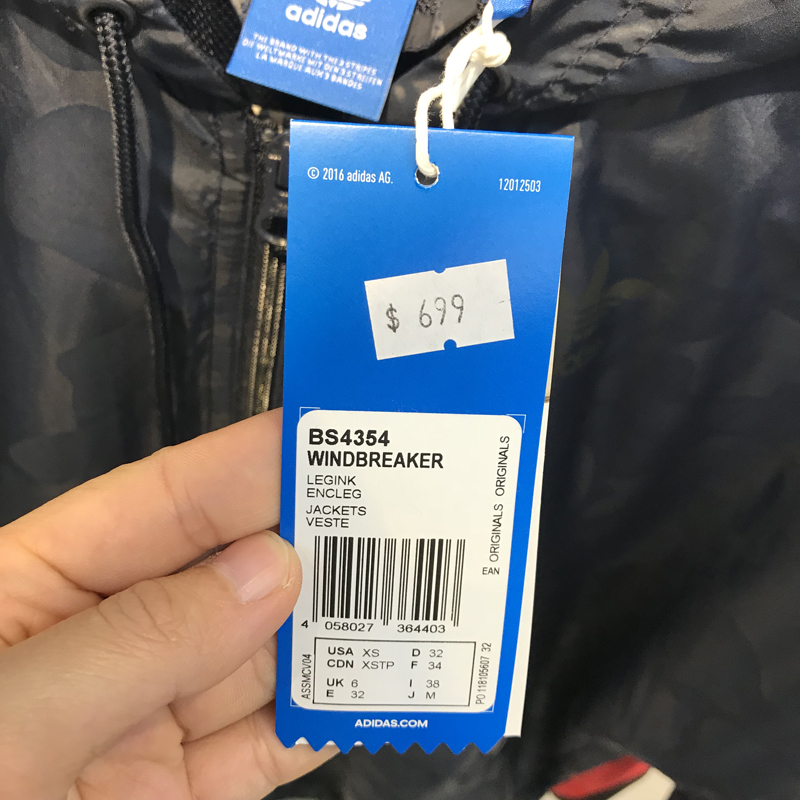 adidas
THE BRAND WITH THE 3 STRIPES
DIE WELTMARKE MIT DEN 3 STREIFEN
LA MARQUE AUX 3 BANDES
© 2016 adidas AG.
12012503
$ 699
BS4354
WINDBREAKER
LEGINK
ENCLEG
JACKETS
VESTE
ORIGINALS ORIGINALS
EAN
4 058027 364403
ASSMCV04
USA XS D 32
CDN XSTP F 34
UK 6 I 38
E 32 J M
PO 118105607 32
ADIDAS.COM